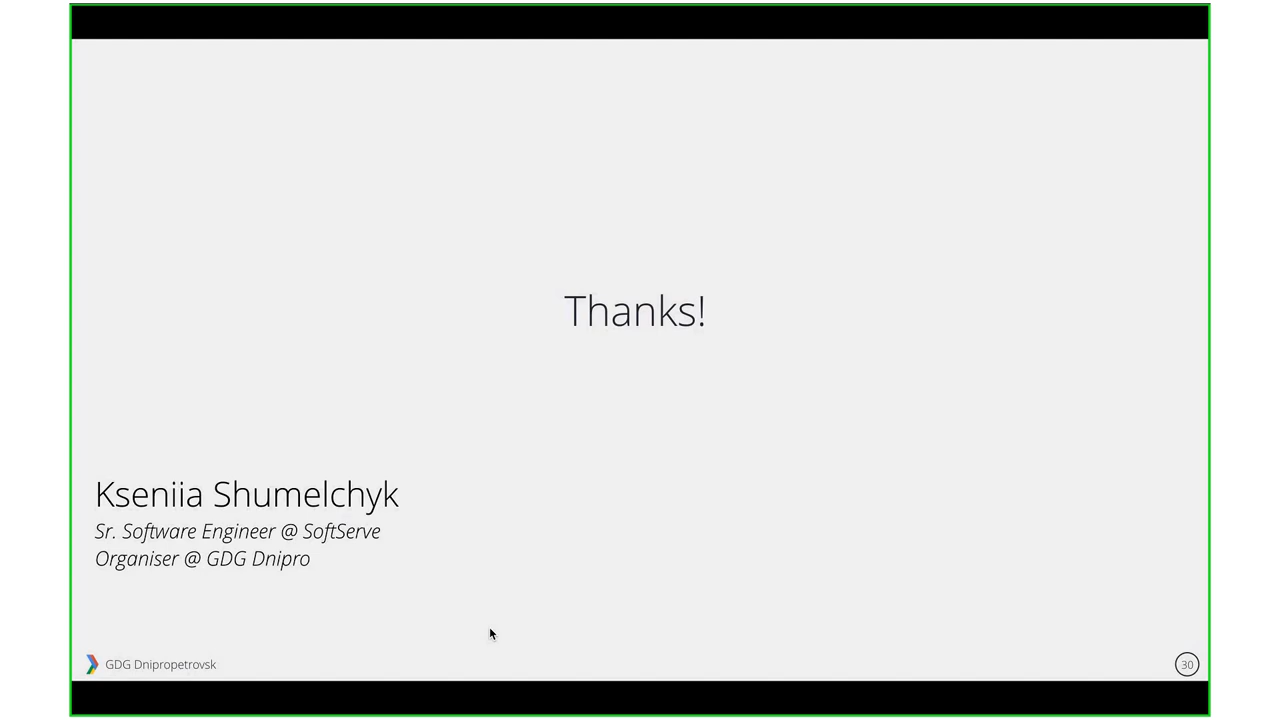 Thanks!
Kseniia Shumelchyk
Sr. Software Engineer @ SoftServe
Organiser @ GDG Dnipro
GDG Dnipropetrovsk
30